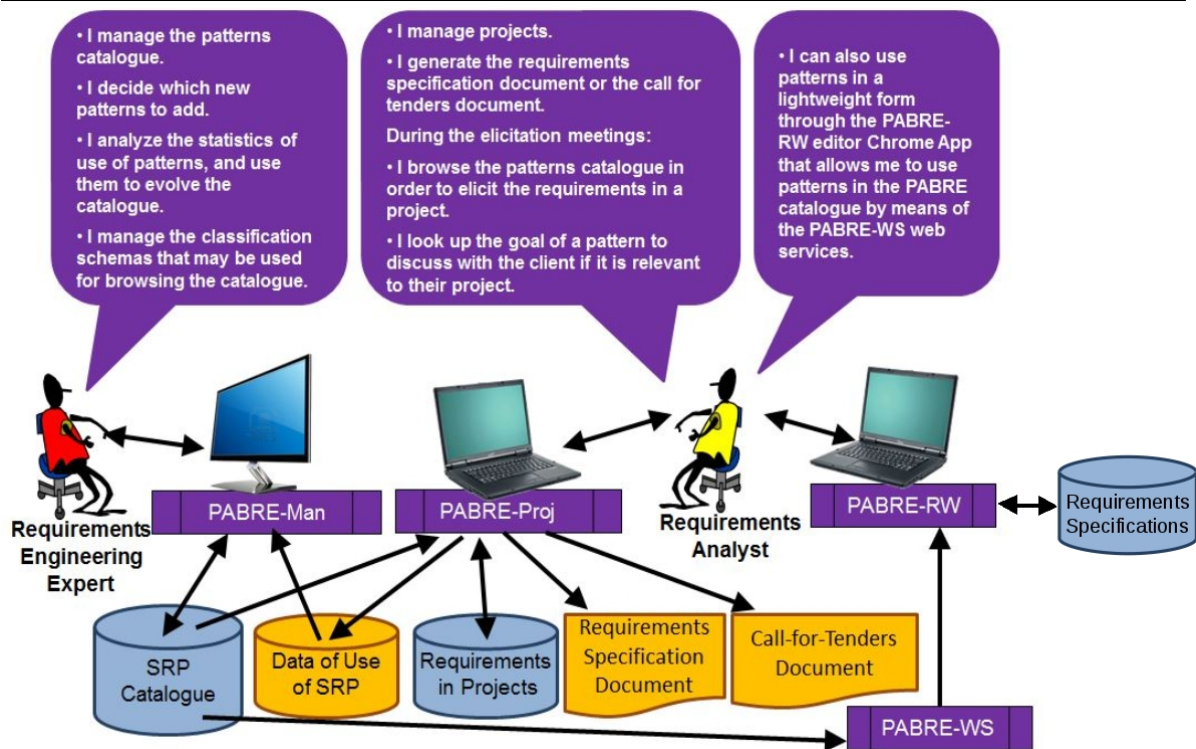 • I manage the patterns
catalogue.
• I decide which new
patterns to add.
• I analyze the statistics
of use of patterns, and use
them to evolve the
catalogue.
• I manage the classification
schemas that may be used
for browsing the catalogue.
• I manage projects.
• I generate the requirements
specification document or the call for
tenders document.
During the elicitation meetings:
• I browse the patterns catalogue in
order to elicit the requirements in a
project.
• I look up the goal of a pattern to
discuss with the client if it is relevant
to their project.
• I can also use
patterns in a
lightweight form
through the PABRE-
RW editor Chrome App
that allows me to use
patterns in the PABRE
catalogue by means of
the PABRE-WS web
services.
Requirements
Engineering
Expert
PABRE-Man
PABRE-Proj
Requirements
Analyst
PABRE-RW
Requirements
Specifications
SRP
Catalogue
Data of Use
of SRP
Requirements
in Projects
Requirements
Specification
Document
Call-for-Tenders
Document
PABRE-WS